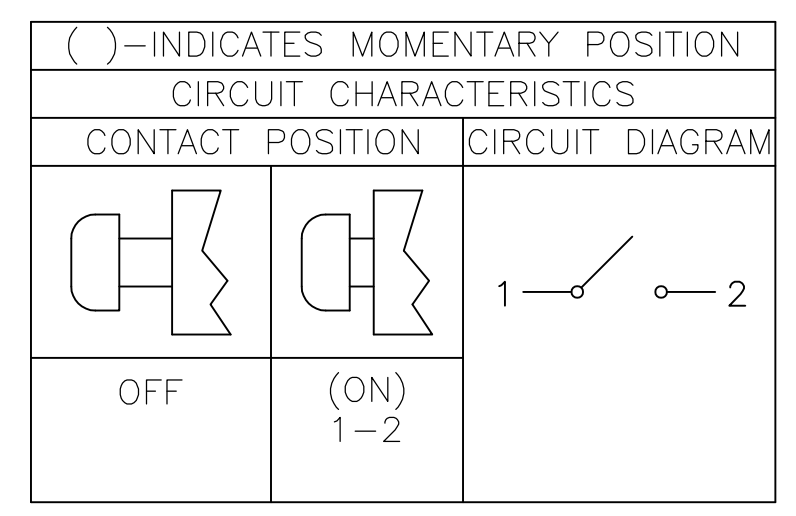 ( )-INDICATES MOMENTARY POSITION
CIRCUIT CHARACTERISTICS
CONTACT POSITION
CIRCUIT DIAGRAM
1
2
OFF
(ON)
1-2